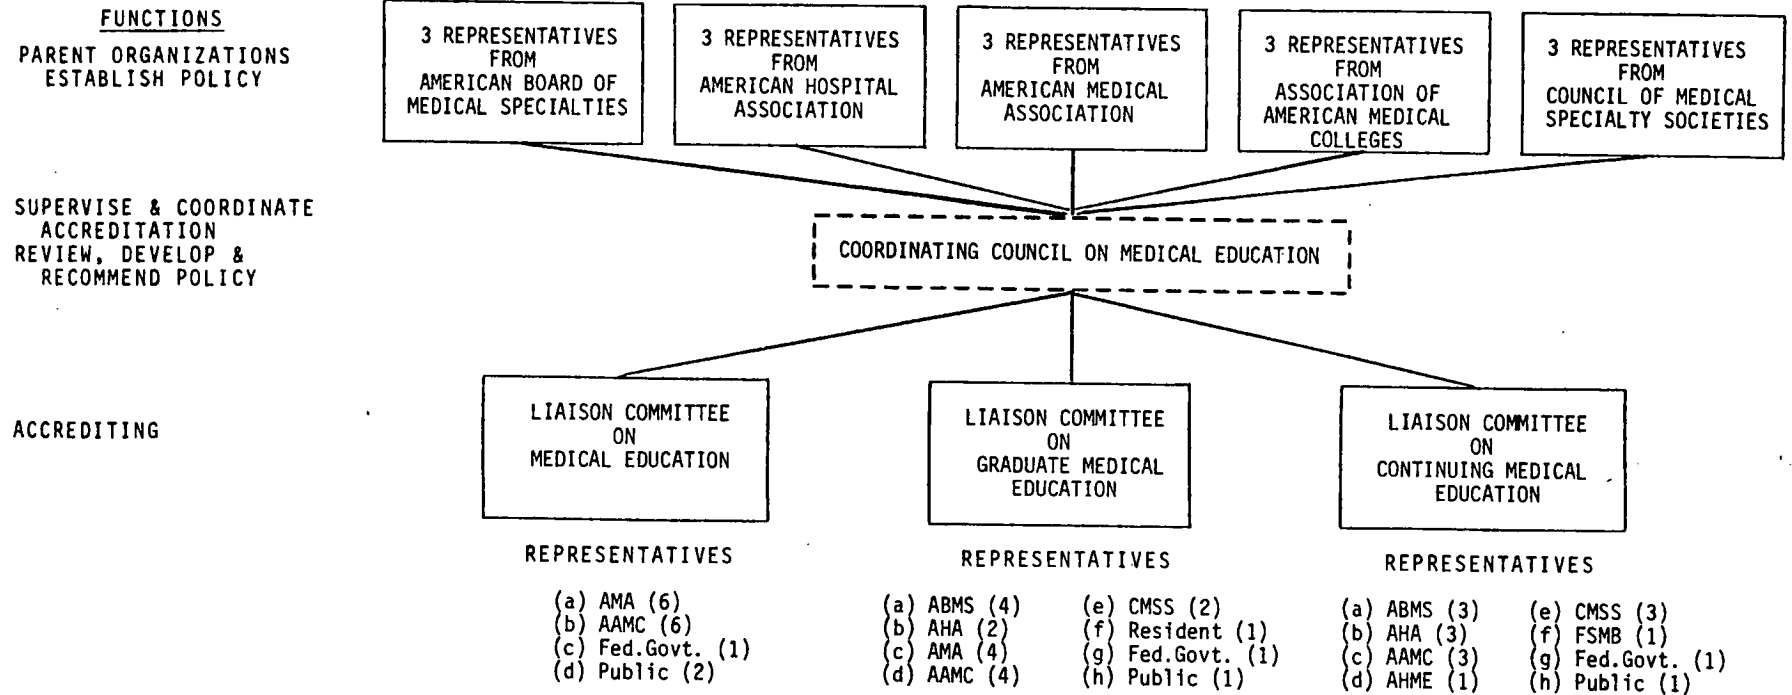 FUNCTIONS
PARENT ORGANIZATIONS
ESTABLISH POLICY
3 REPRESENTATIVES
FROM
AMERICAN BOARD OF
MEDICAL SPECIALTIES
3 REPRESENTATIVES
FROM
AMERICAN HOSPITAL
ASSOCIATION
3 REPRESENTATIVES
FROM
AMERICAN MEDICAL
ASSOCIATION
3 REPRESENTATIVES
FROM
ASSOCIATION OF
AMERICAN MEDICAL
COLLEGES
3 REPRESENTATIVES
FROM
COUNCIL OF MEDICAL
SPECIALTY SOCIETIES
SUPERVISE & COORDINATE
ACCREDITATION
REVIEW, DEVELOP &
RECOMMEND POLICY
COORDINATING COUNCIL ON MEDICAL EDUCATION
ACCREDITING
LIAISON COMMITTEE
ON
MEDICAL EDUCATION
LIAISON COMMITTEE
ON
GRADUATE MEDICAL
EDUCATION
LIAISON COMMITTEE
ON
CONTINUING MEDICAL
EDUCATION
REPRESENTATIVES
(a) AMA (6)
(b) AAMC (6)
(c) Fed.Govt. (1)
(d) Public (2)
REPRESENTATIVES
(a) ABMS (4)
(b) AHA (2)
(c) AMA (4)
(d) AAMC (4)
(e) CMSS (2)
(f) Resident (1)
(g) Fed.Govt. (1)
(h) Public (1)
REPRESENTATIVES
(a) ABMS (3)
(b) AHA (3)
(c) AAMC (3)
(d) AHME (1)
(e) CMSS (3)
(f) FSMB (1)
(g) Fed.Govt. (1)
(h) Public (1)